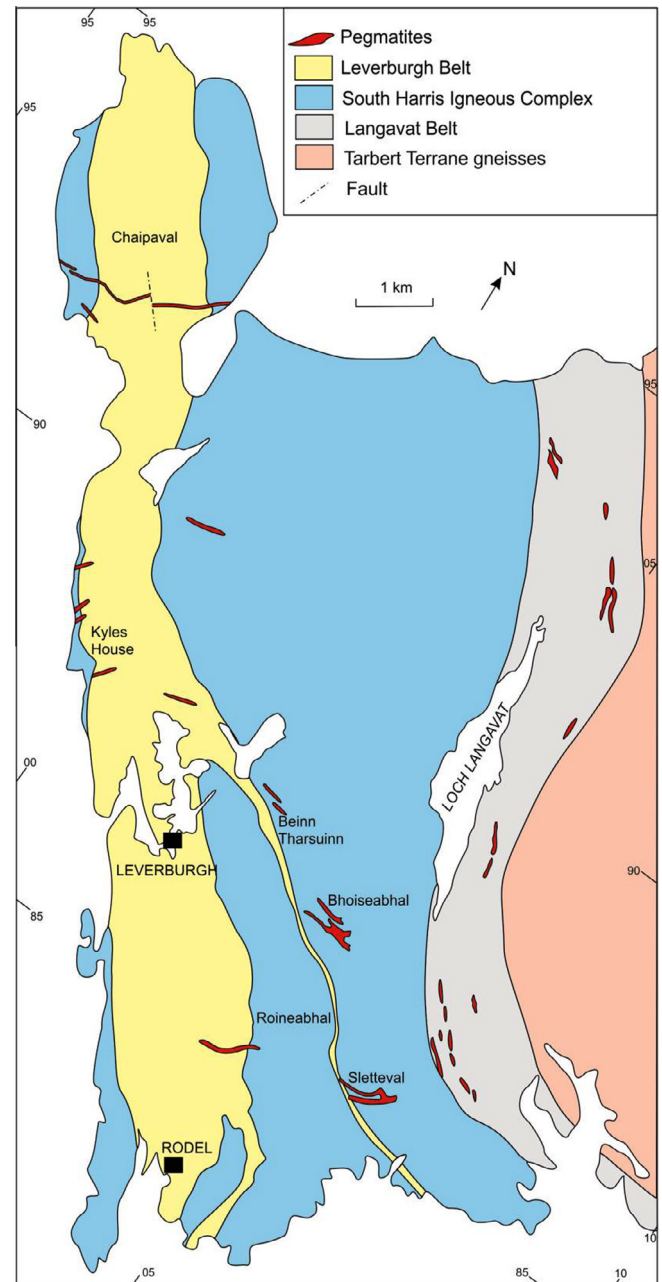 95
95
Pegmatites
Leverburgh Belt
South Harris Igneous Complex
Langavat Belt
Tarbert Terrane gneisses
Fault
95
Chaipaval
N
1 km
95
90
05
Kyles
House
LOCH LANGAVAT
00
Beinn
Tharsuinn
LEVERBURGH
90
85
Bhoiseabhal
Roineabhal
Sletteval
RODEL
10
10
05
85